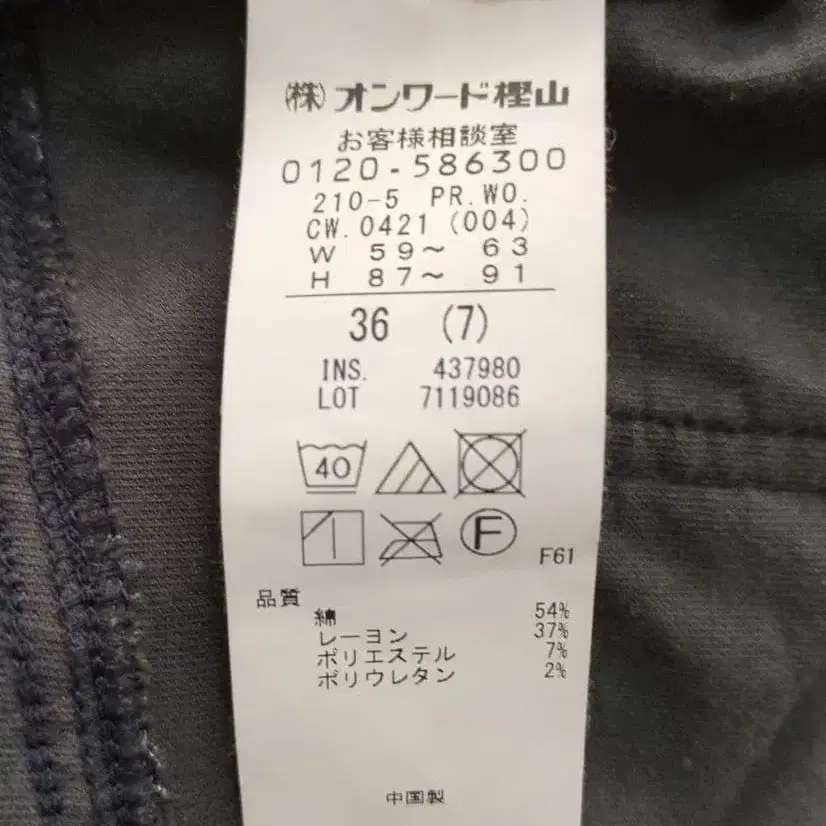 ㈱オンワード樫山
お客様相談室
0120-586300
210-5 PR.WO.
CW.0421 (004)
W 59～ 63
H 87～ 91
36 (7)
INS. 437980
LOT 7119086
40
F
F61
品質
綿 54%
レーヨン 37%
ポリエステル 7%
ポリウレタン 2%
中国製